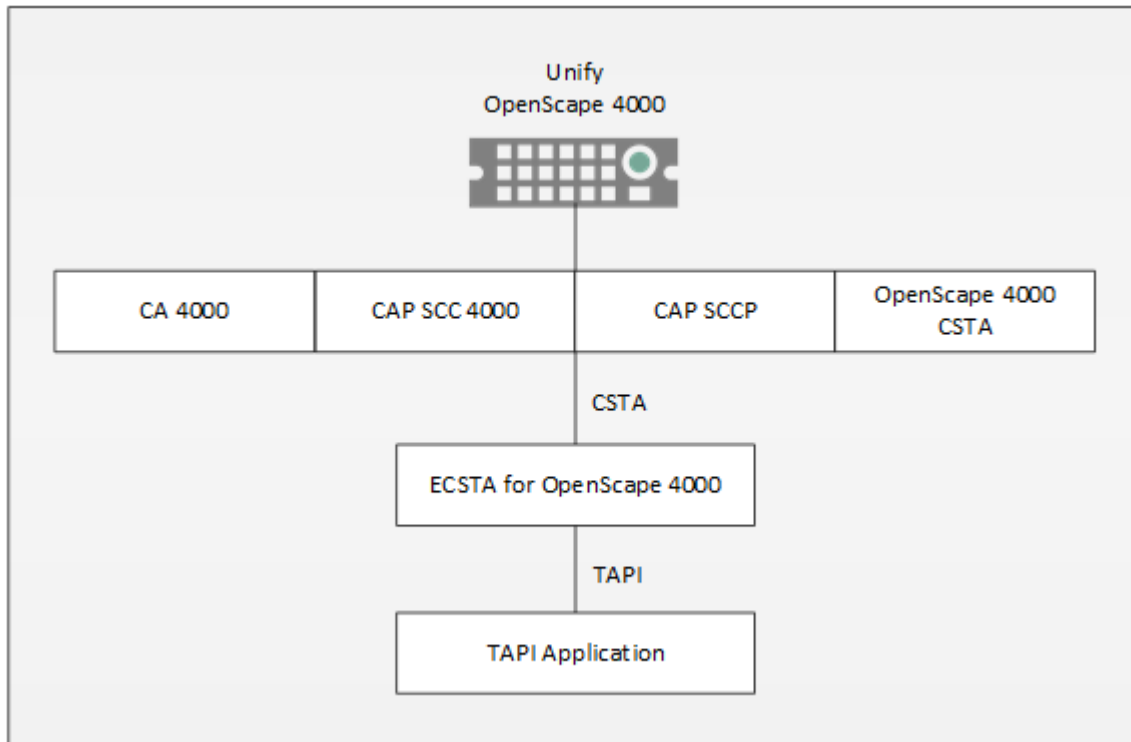 Unify
OpenScape 4000
CA 4000
CAP SCC 4000
CAP SCCP
OpenScape 4000
CSTA
CSTA
ECSTA for OpenScape 4000
TAPI
TAPI Application